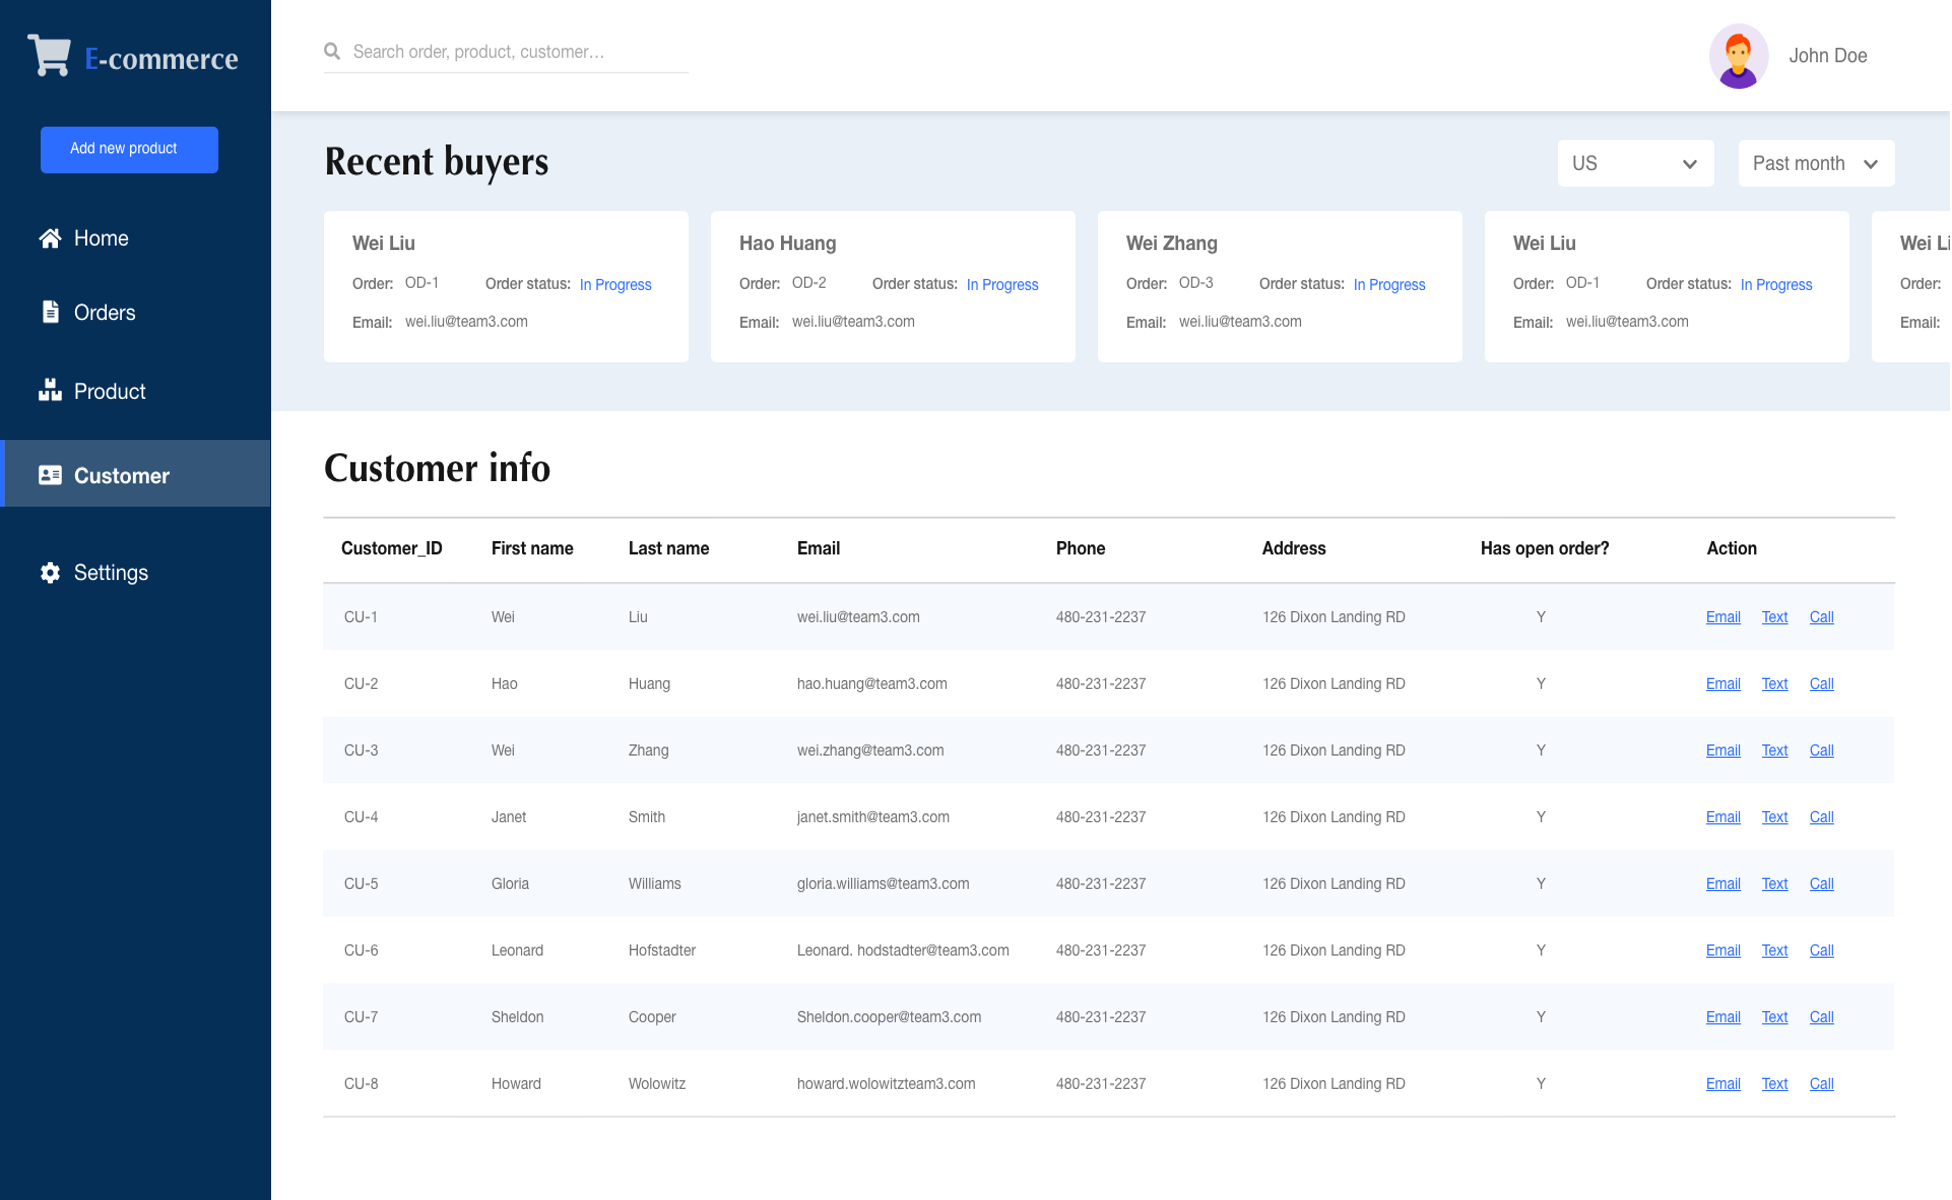 E-commerce
Search order, product, customer...
John Doe
Add new product
Home
Orders
Product
Customer
Settings
Recent buyers
US
Past month
Wei Liu
Order: OD-1 Order status: In Progress
Email: wei.liu@team3.com
Hao Huang
Order: OD-2 Order status: In Progress
Email: wei.liu@team3.com
Wei Zhang
Order: OD-3 Order status: In Progress
Email: wei.liu@team3.com
Wei Liu
Order: OD-1 Order status: In Progress
Email: wei.liu@team3.com
Wei
Order:
Email:
Customer info
Customer_ID First name Last name Email Phone Address Has open order? Action
CU-1 Wei Liu wei.liu@team3.com 480-231-2237 126 Dixon Landing RD Y Email Text Call
CU-2 Hao Huang hao.huang@team3.com 480-231-2237 126 Dixon Landing RD Y Email Text Call
CU-3 Wei Zhang wei.zhang@team3.com 480-231-2237 126 Dixon Landing RD Y Email Text Call
CU-4 Janet Smith janet.smith@team3.com 480-231-2237 126 Dixon Landing RD Y Email Text Call
CU-5 Gloria Williams gloria.williams@team3.com 480-231-2237 126 Dixon Landing RD Y Email Text Call
CU-6 Leonard Hofstadter Leonard. hodstadter@team3.com 480-231-2237 126 Dixon Landing RD Y Email Text Call
CU-7 Sheldon Cooper Sheldon.cooper@team3.com 480-231-2237 126 Dixon Landing RD Y Email Text Call
CU-8 Howard Wolowitz howard.wolowitzteam3.com 480-231-2237 126 Dixon Landing RD Y Email Text Call